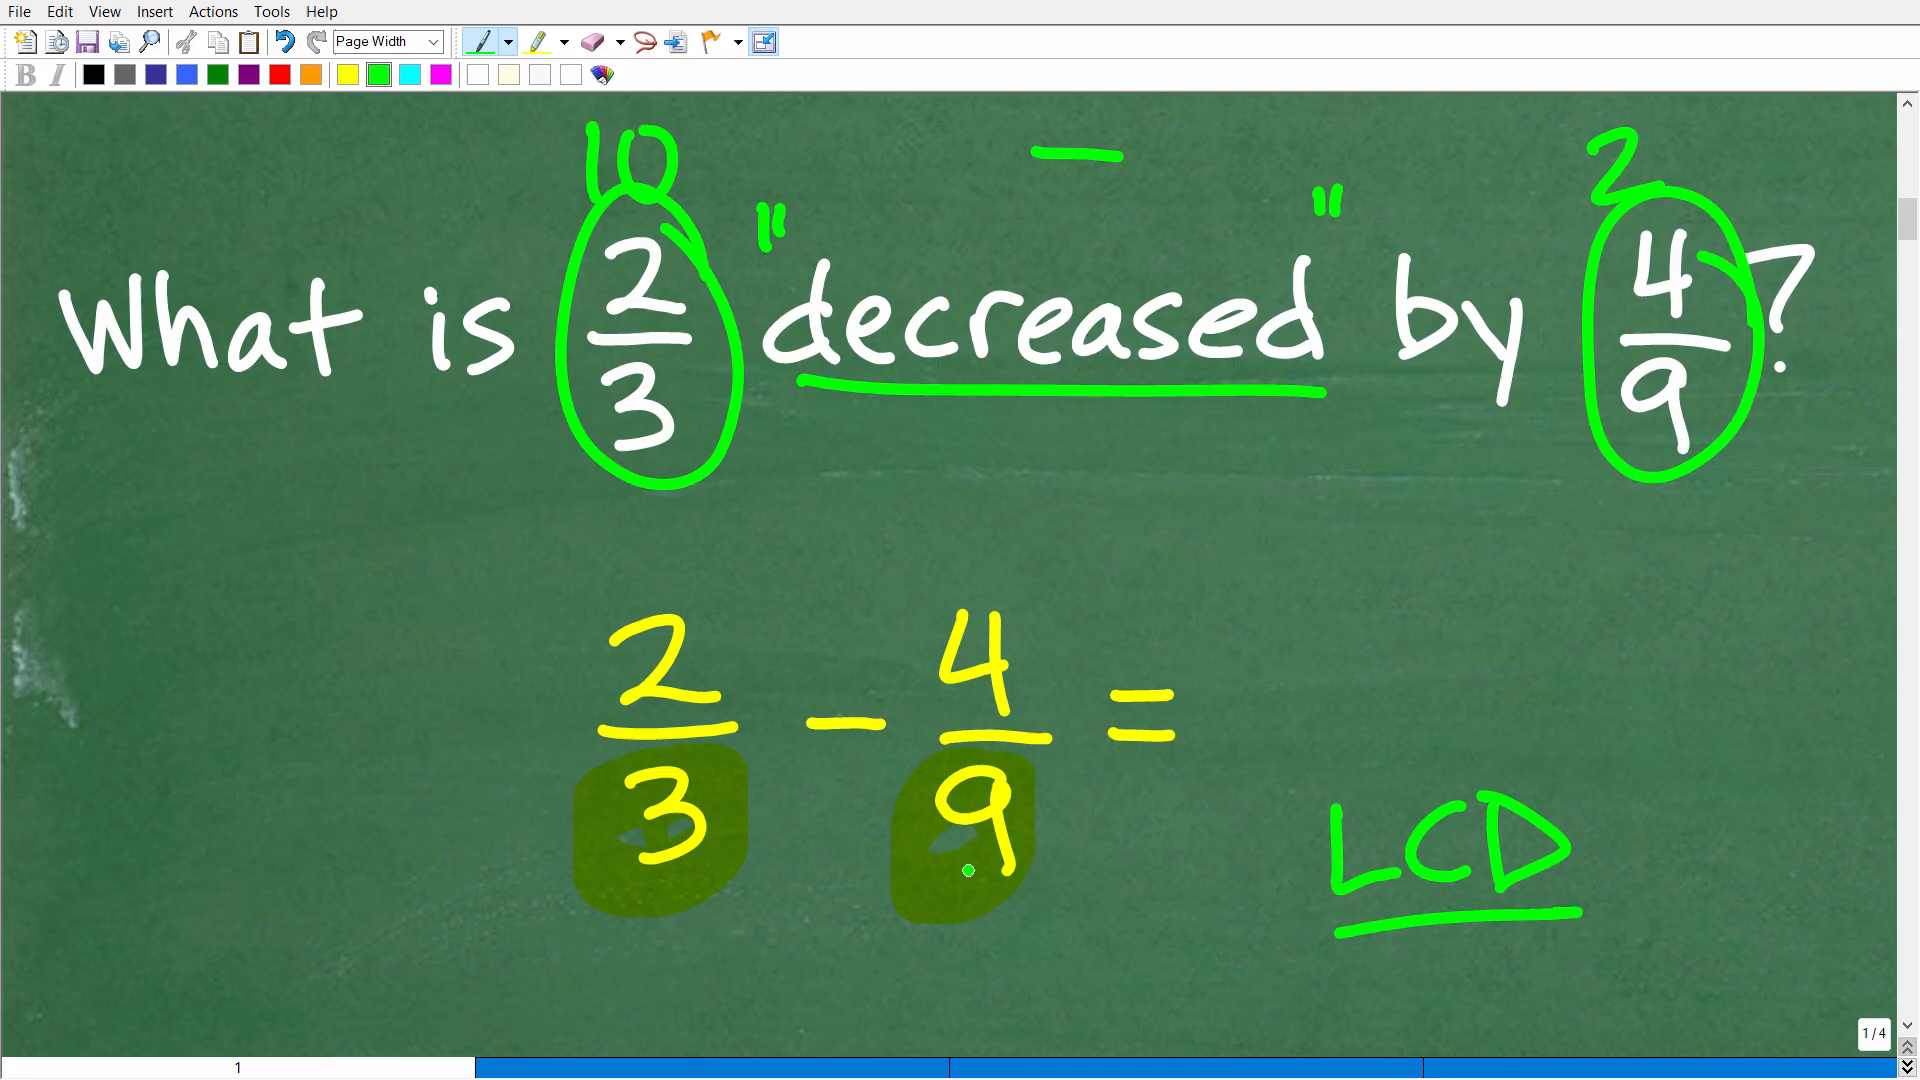 File Edit View Insert Actions Tools Help
Page Width
B I
10 — 2
What is 2/3 "decreased" by 4/9?
2/3 - 4/9 =
LCD
1 / 4
1